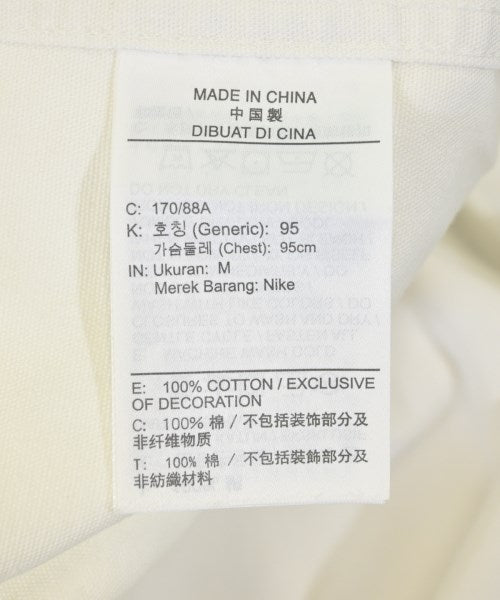 MADE IN CHINA
中国製
DIBUAT DI CINA
C: 170/88A
K: 호칭 (Generic): 95
가슴둘레 (Chest): 95cm
IN: Ukuran: M
Merek Barang: Nike
E: 100% COTTON / EXCLUSIVE
OF DECORATION
C: 100% 棉 / 不包括装饰部分及
非纤维物质
T: 100% 棉 / 不包括裝飾部分及
非紡織材料